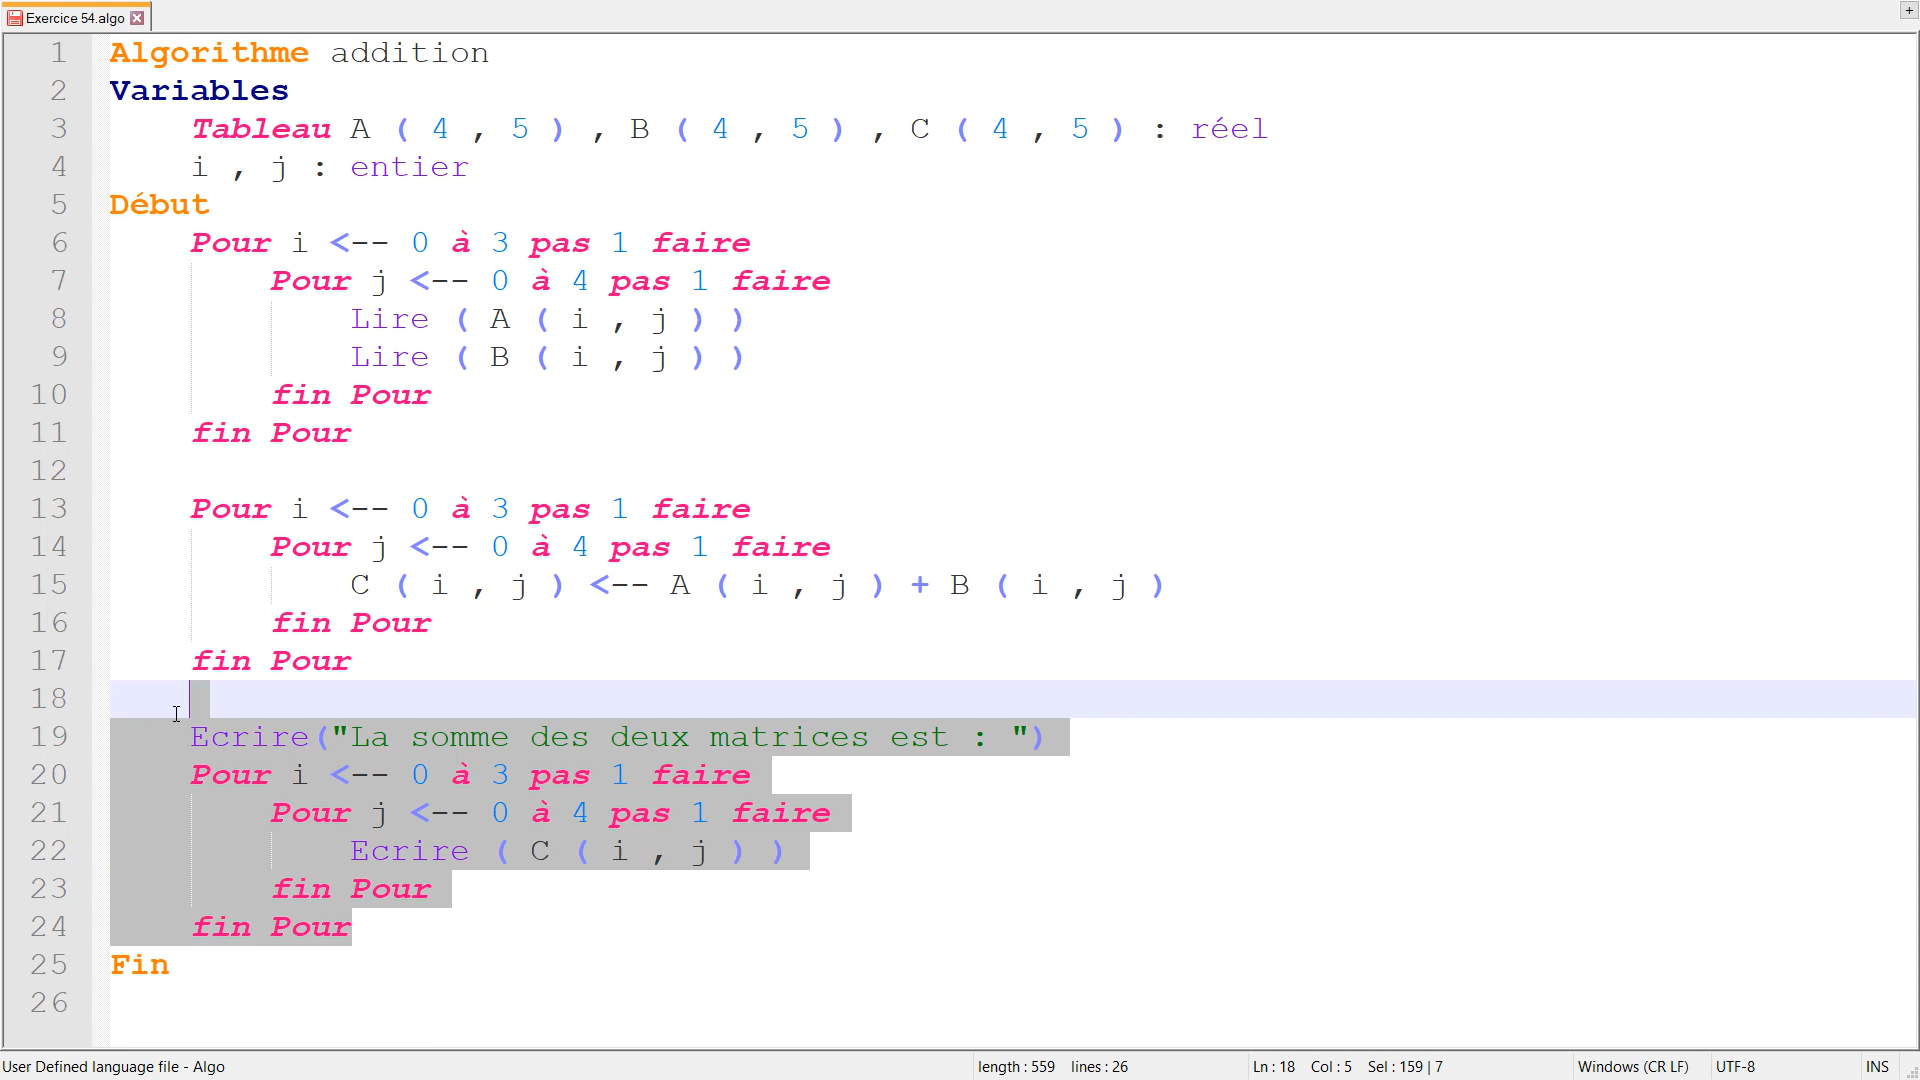 Exercice 54.algo
+
1 Algorithme addition
2 Variables
3 Tableau A ( 4 , 5 ) , B ( 4 , 5 ) , C ( 4 , 5 ) : réel
4 i , j : entier
5 Début
6 Pour i <-- 0 à 3 pas 1 faire
7 Pour j <-- 0 à 4 pas 1 faire
8 Lire ( A ( i , j ) )
9 Lire ( B ( i , j ) )
10 fin Pour
11 fin Pour
12
13 Pour i <-- 0 à 3 pas 1 faire
14 Pour j <-- 0 à 4 pas 1 faire
15 C ( i , j ) <-- A ( i , j ) + B ( i , j )
16 fin Pour
17 fin Pour
18
19 Ecrire("La somme des deux matrices est : ")
20 Pour i <-- 0 à 3 pas 1 faire
21 Pour j <-- 0 à 4 pas 1 faire
22 Ecrire ( C ( i , j ) )
23 fin Pour
24 fin Pour
25 Fin
26
User Defined language file - Algo length : 559 lines : 26 Ln : 18 Col : 5 Sel : 159 | 7 Windows (CR LF) UTF-8 INS